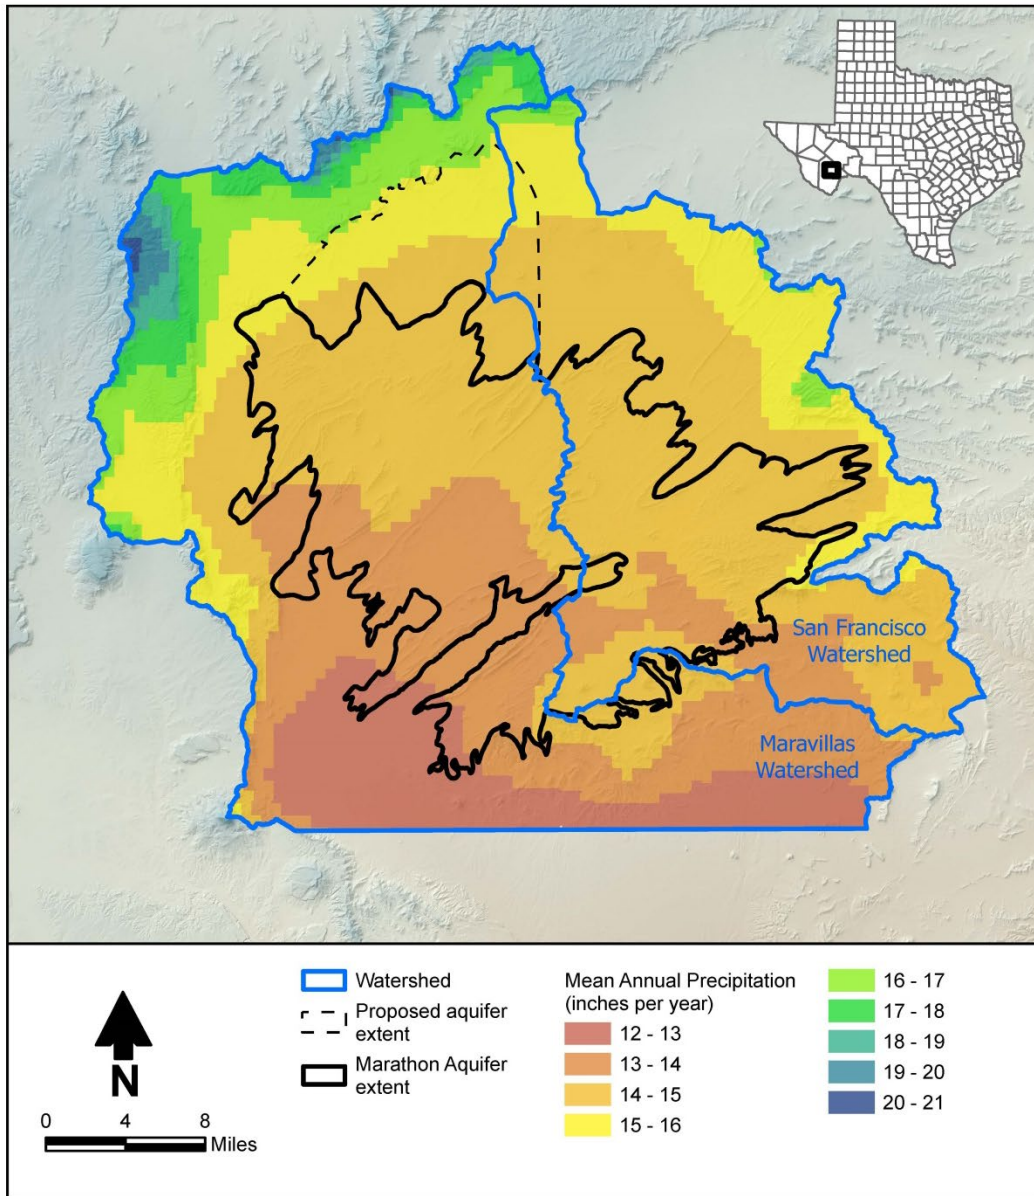 San Francisco
Watershed
Maravillas
Watershed
N
0 4 8
Miles
Watershed
Proposed aquifer
extent
Marathon Aquifer
extent
Mean Annual Precipitation
(inches per year)
12 - 13
13 - 14
14 - 15
15 - 16
16 - 17
17 - 18
18 - 19
19 - 20
20 - 21